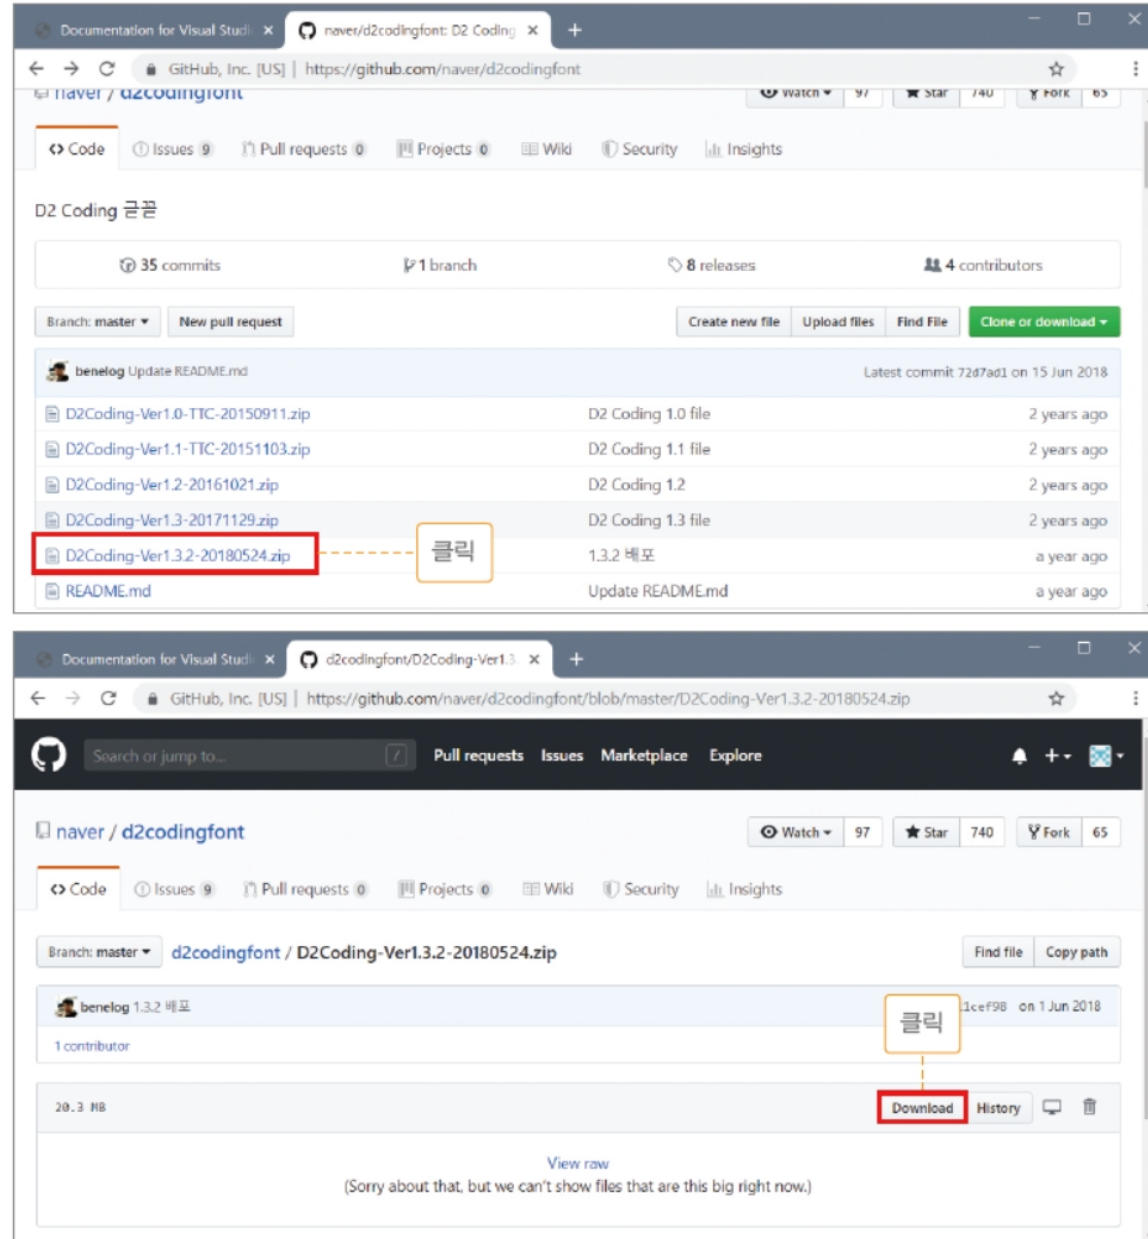 Documentation for Visual Studi × naver/d2codingfont: D2 Coding × +
GitHub, Inc. [US] | https://github.com/naver/d2codingfont
naver / d2codingfont Watch 97 Star 740 Fork 65
Code Issues 9 Pull requests 0 Projects 0 Wiki Security Insights
D2 Coding 글꼴
35 commits 1 branch 8 releases 4 contributors
Branch: master New pull request Create new file Upload files Find File Clone or download
benelog Update README.md Latest commit 72d7ad1 on 15 Jun 2018
D2Coding-Ver1.0-TTC-20150911.zip D2 Coding 1.0 file 2 years ago
D2Coding-Ver1.1-TTC-20151103.zip D2 Coding 1.1 file 2 years ago
D2Coding-Ver1.2-20161021.zip D2 Coding 1.2 2 years ago
D2Coding-Ver1.3-20171129.zip D2 Coding 1.3 file 2 years ago
D2Coding-Ver1.3.2-20180524.zip 클릭 1.3.2 배포 a year ago
README.md Update README.md a year ago
Documentation for Visual Studi × d2codingfont/D2Coding-Ver1.3. × +
GitHub, Inc. [US] | https://github.com/naver/d2codingfont/blob/master/D2Coding-Ver1.3.2-20180524.zip
Search or jump to... / Pull requests Issues Marketplace Explore
naver / d2codingfont Watch 97 Star 740 Fork 65
Code Issues 9 Pull requests 0 Projects 0 Wiki Security Insights
Branch: master d2codingfont / D2Coding-Ver1.3.2-20180524.zip Find file Copy path
benelog 1.3.2 배포 1cef98 on 1 Jun 2018
클릭
1 contributor
20.3 MB Download History
View raw
(Sorry about that, but we can't show files that are this big right now.)